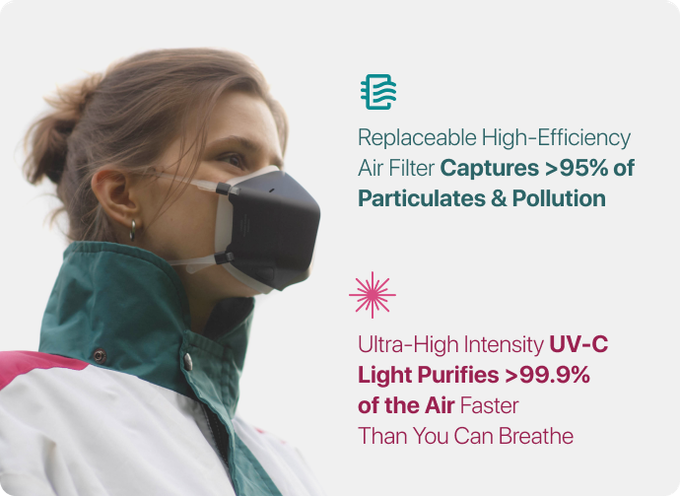 Replaceable High-Efficiency
Air Filter Captures >95% of
Particulates & Pollution
Ultra-High Intensity UV-C
Light Purifies >99.9%
of the Air Faster
Than You Can Breathe